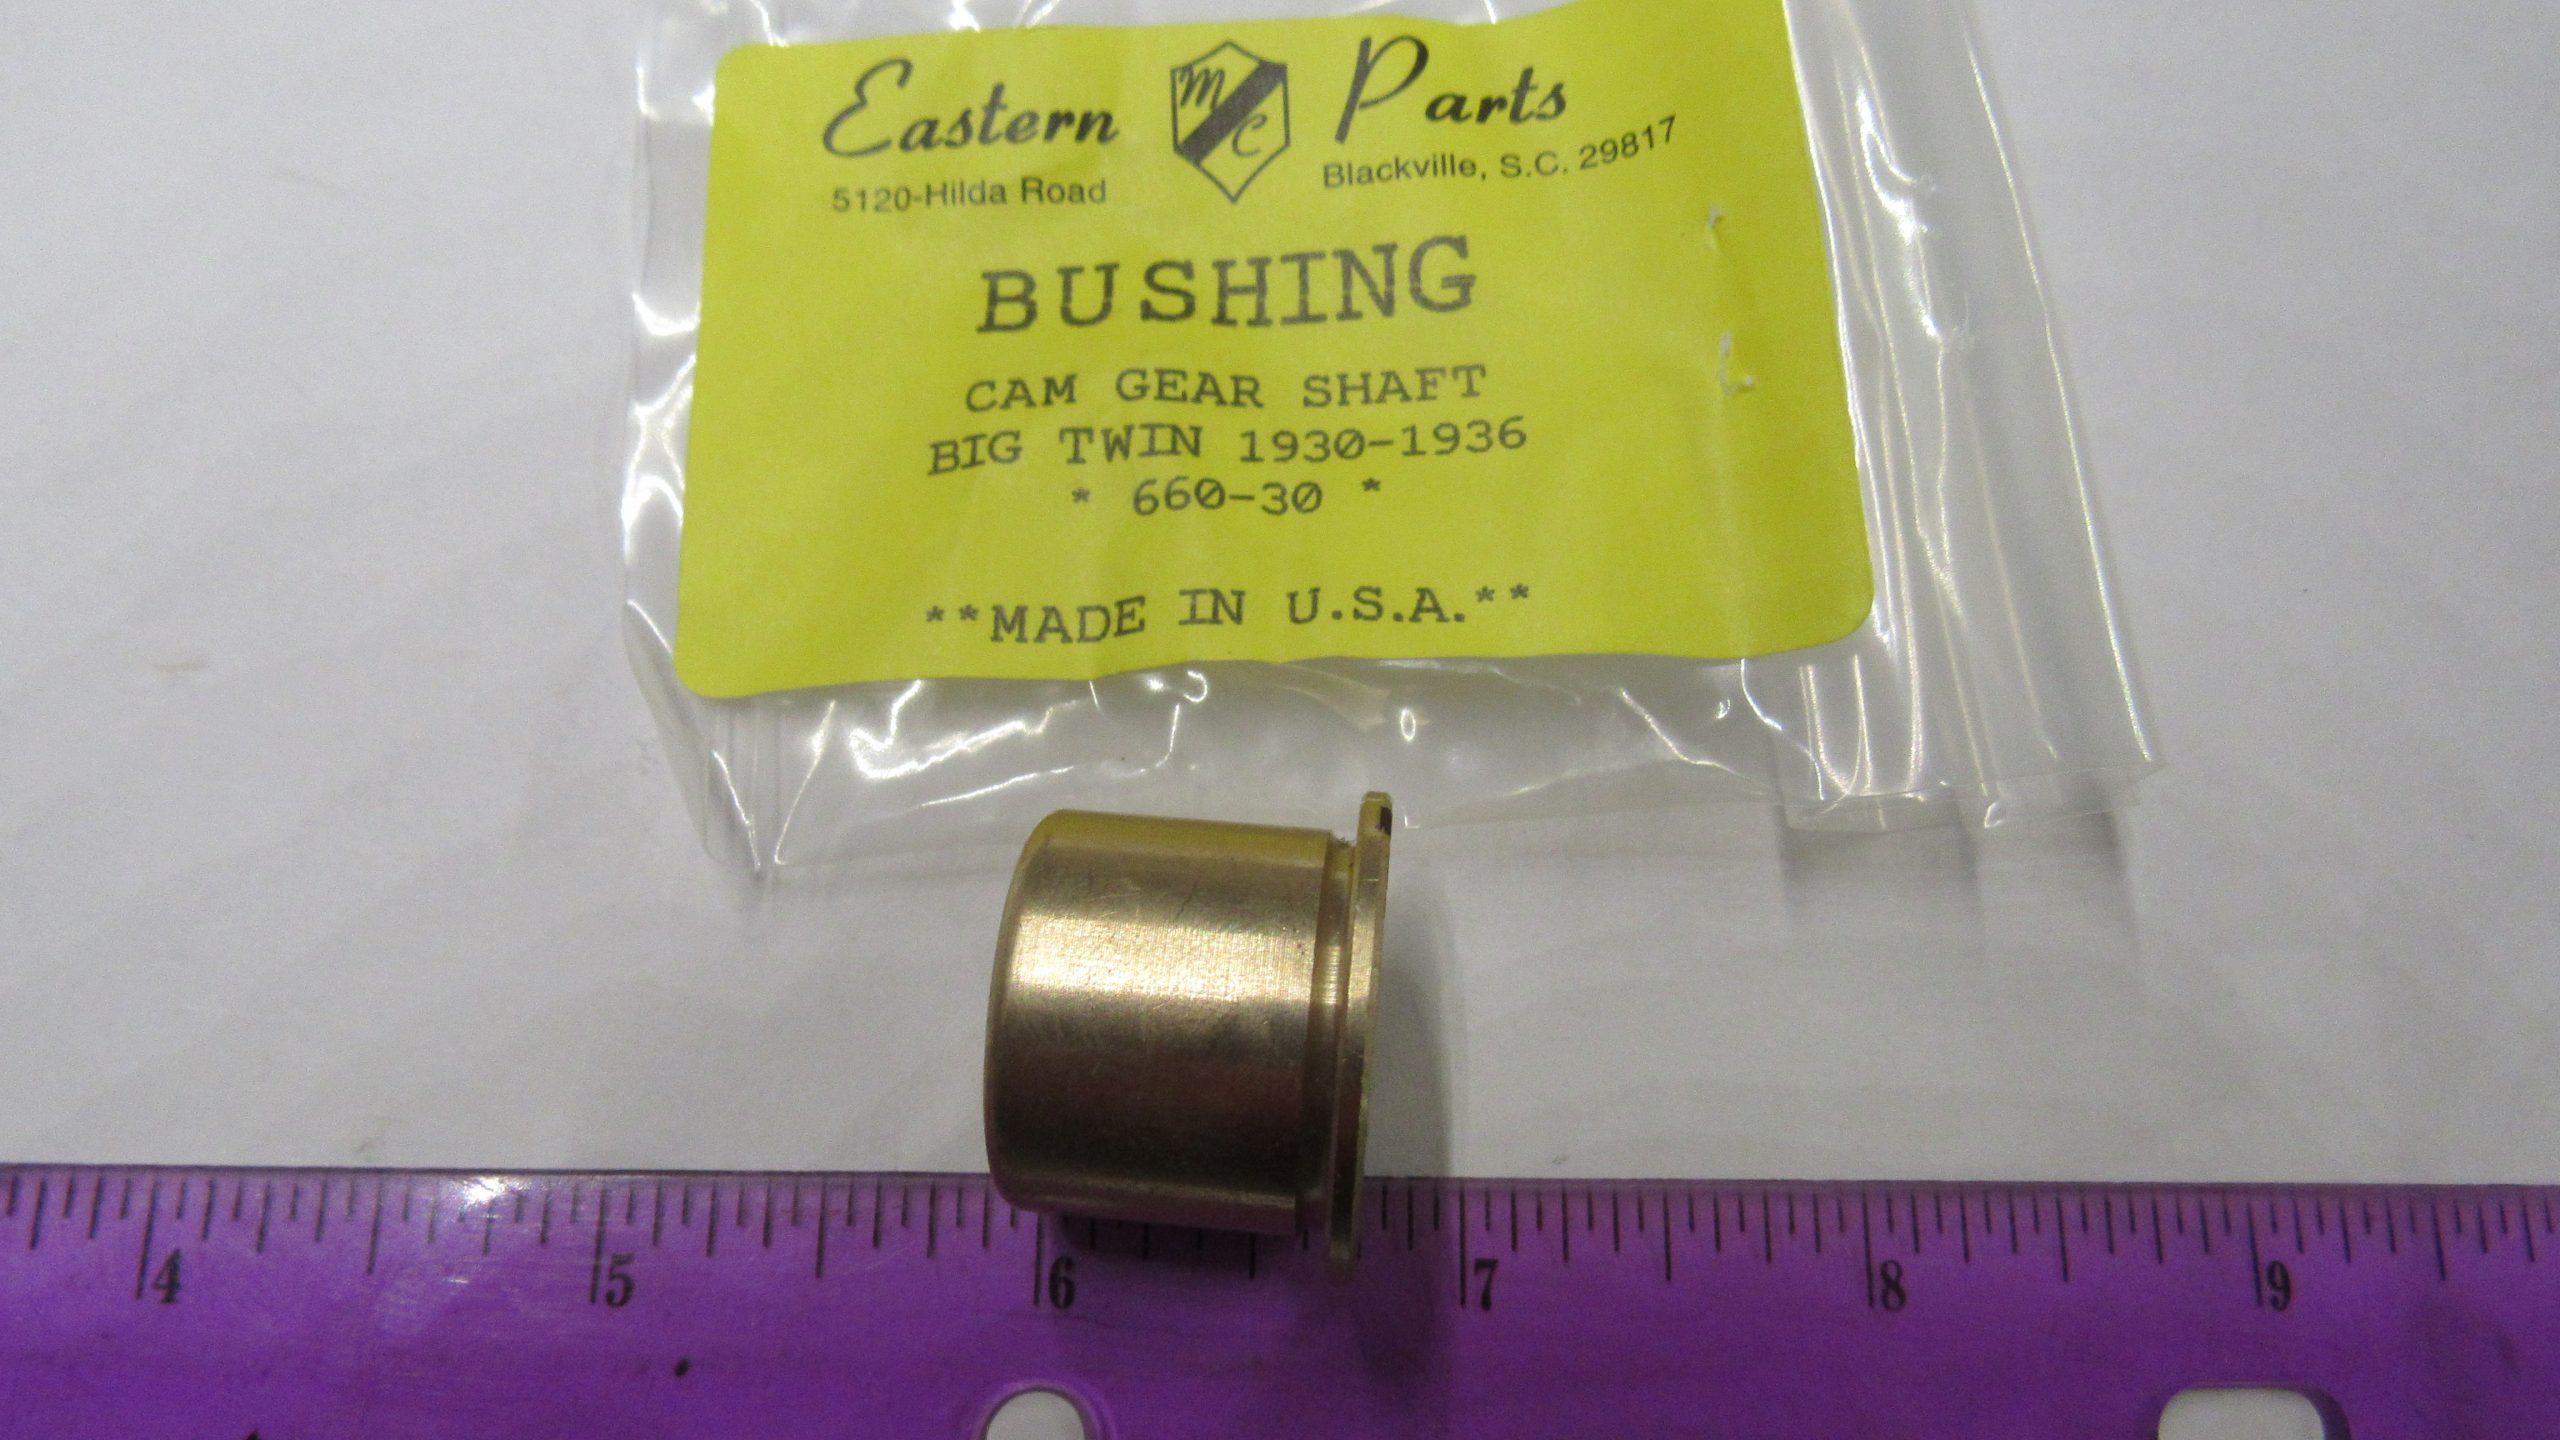 Eastern MC Parts
5120-Hilda Road Blackville, S.C. 29817
BUSHING
CAM GEAR SHAFT
BIG TWIN 1930-1936
* 660-30 *
**MADE IN U.S.A.**
4 5 6 7 8 9